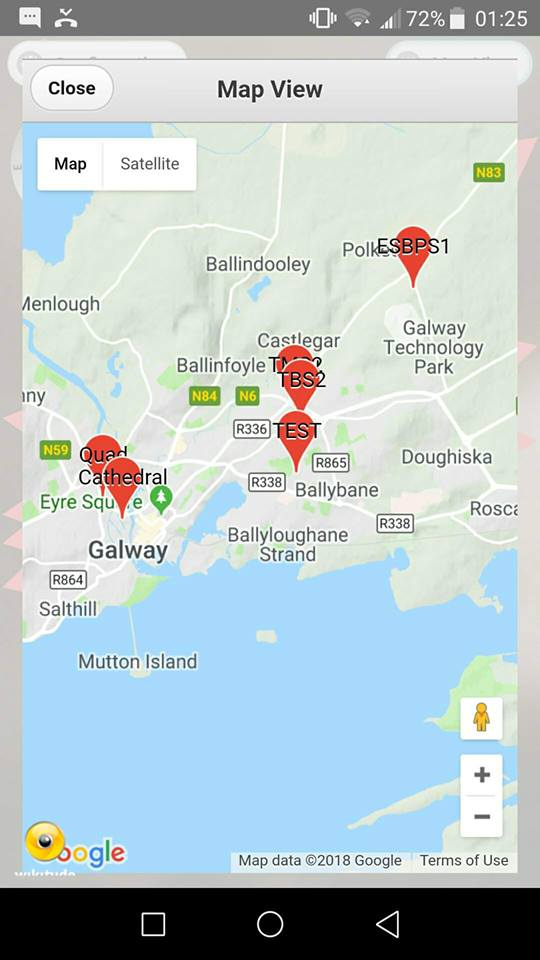 72% 01:25
Close
Map View
Map Satellite
N83
ESBPS1
Ballindooley
Menlough
Galway
Technology
Park
Castlegar
Ballinfoyle
TBS2
N84 N6
R336
TEST
N59
Quad
R865
Doughiska
Cathedral
R338
Ballybane
Eyre Square
R338
Ballyloughane
Strand
Galway
R864
Salthill
Mutton Island
Google
Map data ©2018 Google Terms of Use
wikitude